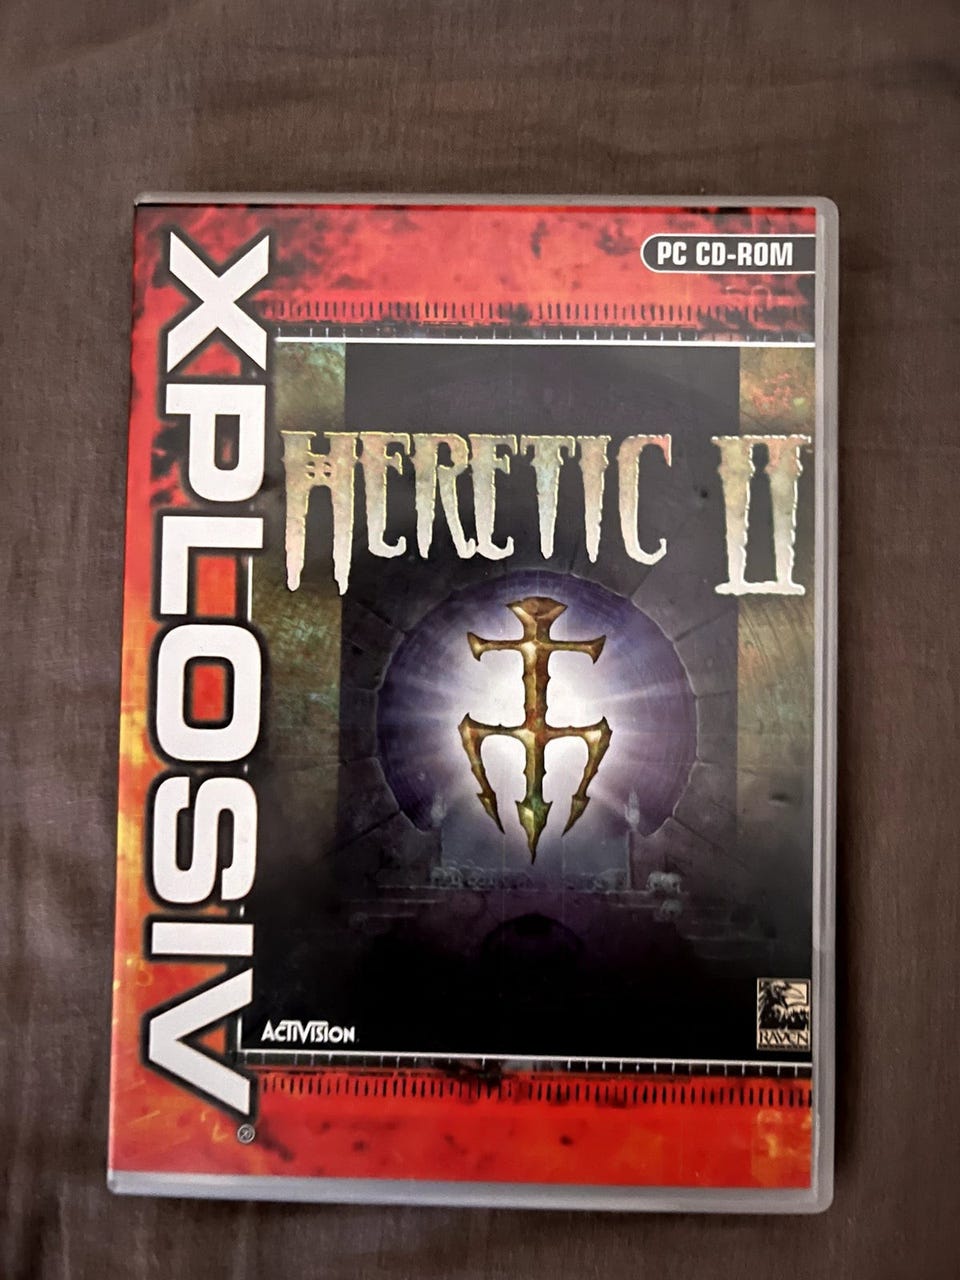 PC CD-ROM
XPLOSIV
HERETIC II
ACTIVISION
RAVEN